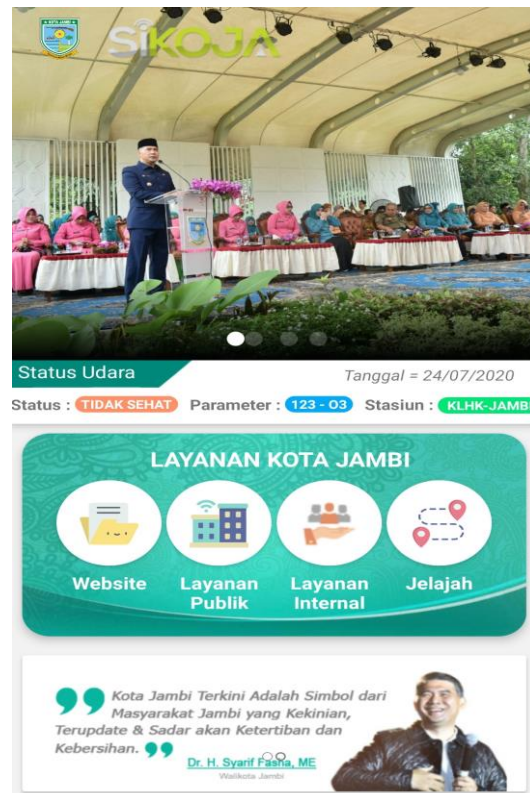 KOTA JAMBI
SiKOJA
Status Udara
Tanggal = 24/07/2020
Status : TIDAK SEHAT Parameter : 123 - O3 Stasiun : KLHK-JAMBI
LAYANAN KOTA JAMBI
Website
Layanan
Publik
Layanan
Internal
Jelajah
Kota Jambi Terkini Adalah Simbol dari
Masyarakat Jambi yang Kekinian,
Terupdate & Sadar akan Ketertiban dan
Kebersihan.
Dr. H. Syarif Fasha, ME
Walikota Jambi